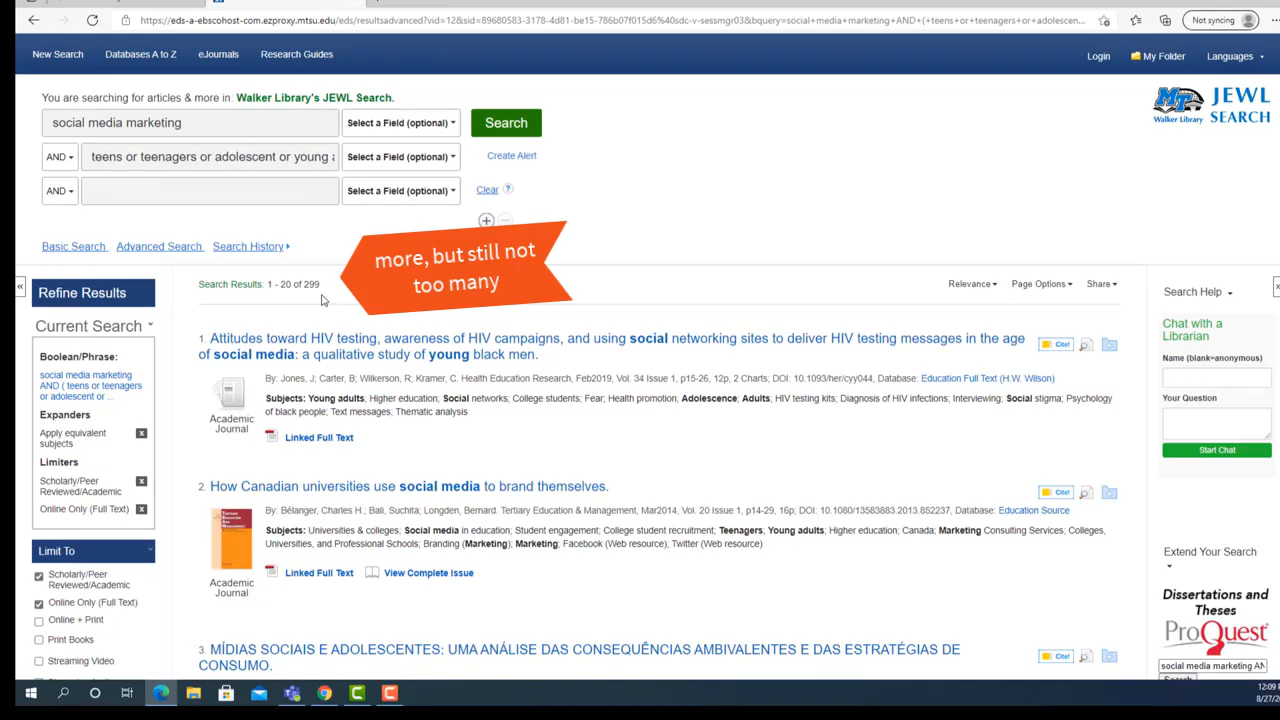 https://eds-a-ebscohost-com.ezproxy.mtsu.edu/eds/resultsadvanced?vid=12&sid=89680583-3178-4d81-be15-786b07f015d6%40sdc-v-sessmgr03&bquery=social+media+marketing+AND+(+teens+or+teenagers+or+adolescen...
Not syncing
New Search
Databases A to Z
eJournals
Research Guides
Login
My Folder
Languages
You are searching for articles & more in: Walker Library's JEWL Search.
social media marketing
Select a Field (optional)
Search
AND
teens or teenagers or adolescent or young a
Select a Field (optional)
Create Alert
AND
Select a Field (optional)
Clear ?
MT
Walker Library
JEWL
SEARCH
Basic Search
Advanced Search
Search History
more, but still not
too many
«
Refine Results
Current Search
Boolean/Phrase:
social media marketing
AND ( teens or teenagers
or adolescent or ...
Expanders
Apply equivalent
subjects
x
Limiters
Scholarly/Peer
Reviewed/Academic
x
Online Only (Full Text)
x
Limit To
Scholarly/Peer
Reviewed/Academic
Online Only (Full Text)
Online + Print
Print Books
Streaming Video
Search Results: 1 - 20 of 299
Relevance
Page Options
Share
1. Attitudes toward HIV testing, awareness of HIV campaigns, and using social networking sites to deliver HIV testing messages in the age
of social media: a qualitative study of young black men.
Cite!
Academic
Journal
By: Jones, J; Carter, B; Wilkerson, R; Kramer, C. Health Education Research, Feb2019, Vol. 34 Issue 1, p15-26, 12p, 2 Charts; DOI: 10.1093/her/cyy044, Database: Education Full Text (H.W. Wilson)
Subjects: Young adults; Higher education; Social networks; College students; Fear; Health promotion; Adolescence; Adults; HIV testing kits; Diagnosis of HIV infections; Interviewing; Social stigma; Psychology
of black people; Text messages; Thematic analysis
Linked Full Text
2. How Canadian universities use social media to brand themselves.
Cite!
Academic
Journal
By: Bélanger, Charles H.; Bali, Suchita; Longden, Bernard. Tertiary Education & Management, Mar2014, Vol. 20 Issue 1, p14-29, 16p; DOI: 10.1080/13583883.2013.852237, Database: Education Source
Subjects: Universities & colleges; Social media in education; Student engagement; College student recruitment; Teenagers; Young adults; Higher education; Canada; Marketing Consulting Services; Colleges,
Universities, and Professional Schools; Branding (Marketing); Marketing; Facebook (Web resource); Twitter (Web resource)
Linked Full Text
View Complete Issue
3. MÍDIAS SOCIAIS E ADOLESCENTES: UMA ANÁLISE DAS CONSEQUÊNCIAS AMBIVALENTES E DAS ESTRATÉGIAS DE
CONSUMO.
Cite!
Search Help
Chat with a
Librarian
Name (blank=anonymous)
Your Question
Start Chat
Extend Your Search
Dissertations and
Theses
ProQuest
social media marketing AN
Search
12:09
8/27/2